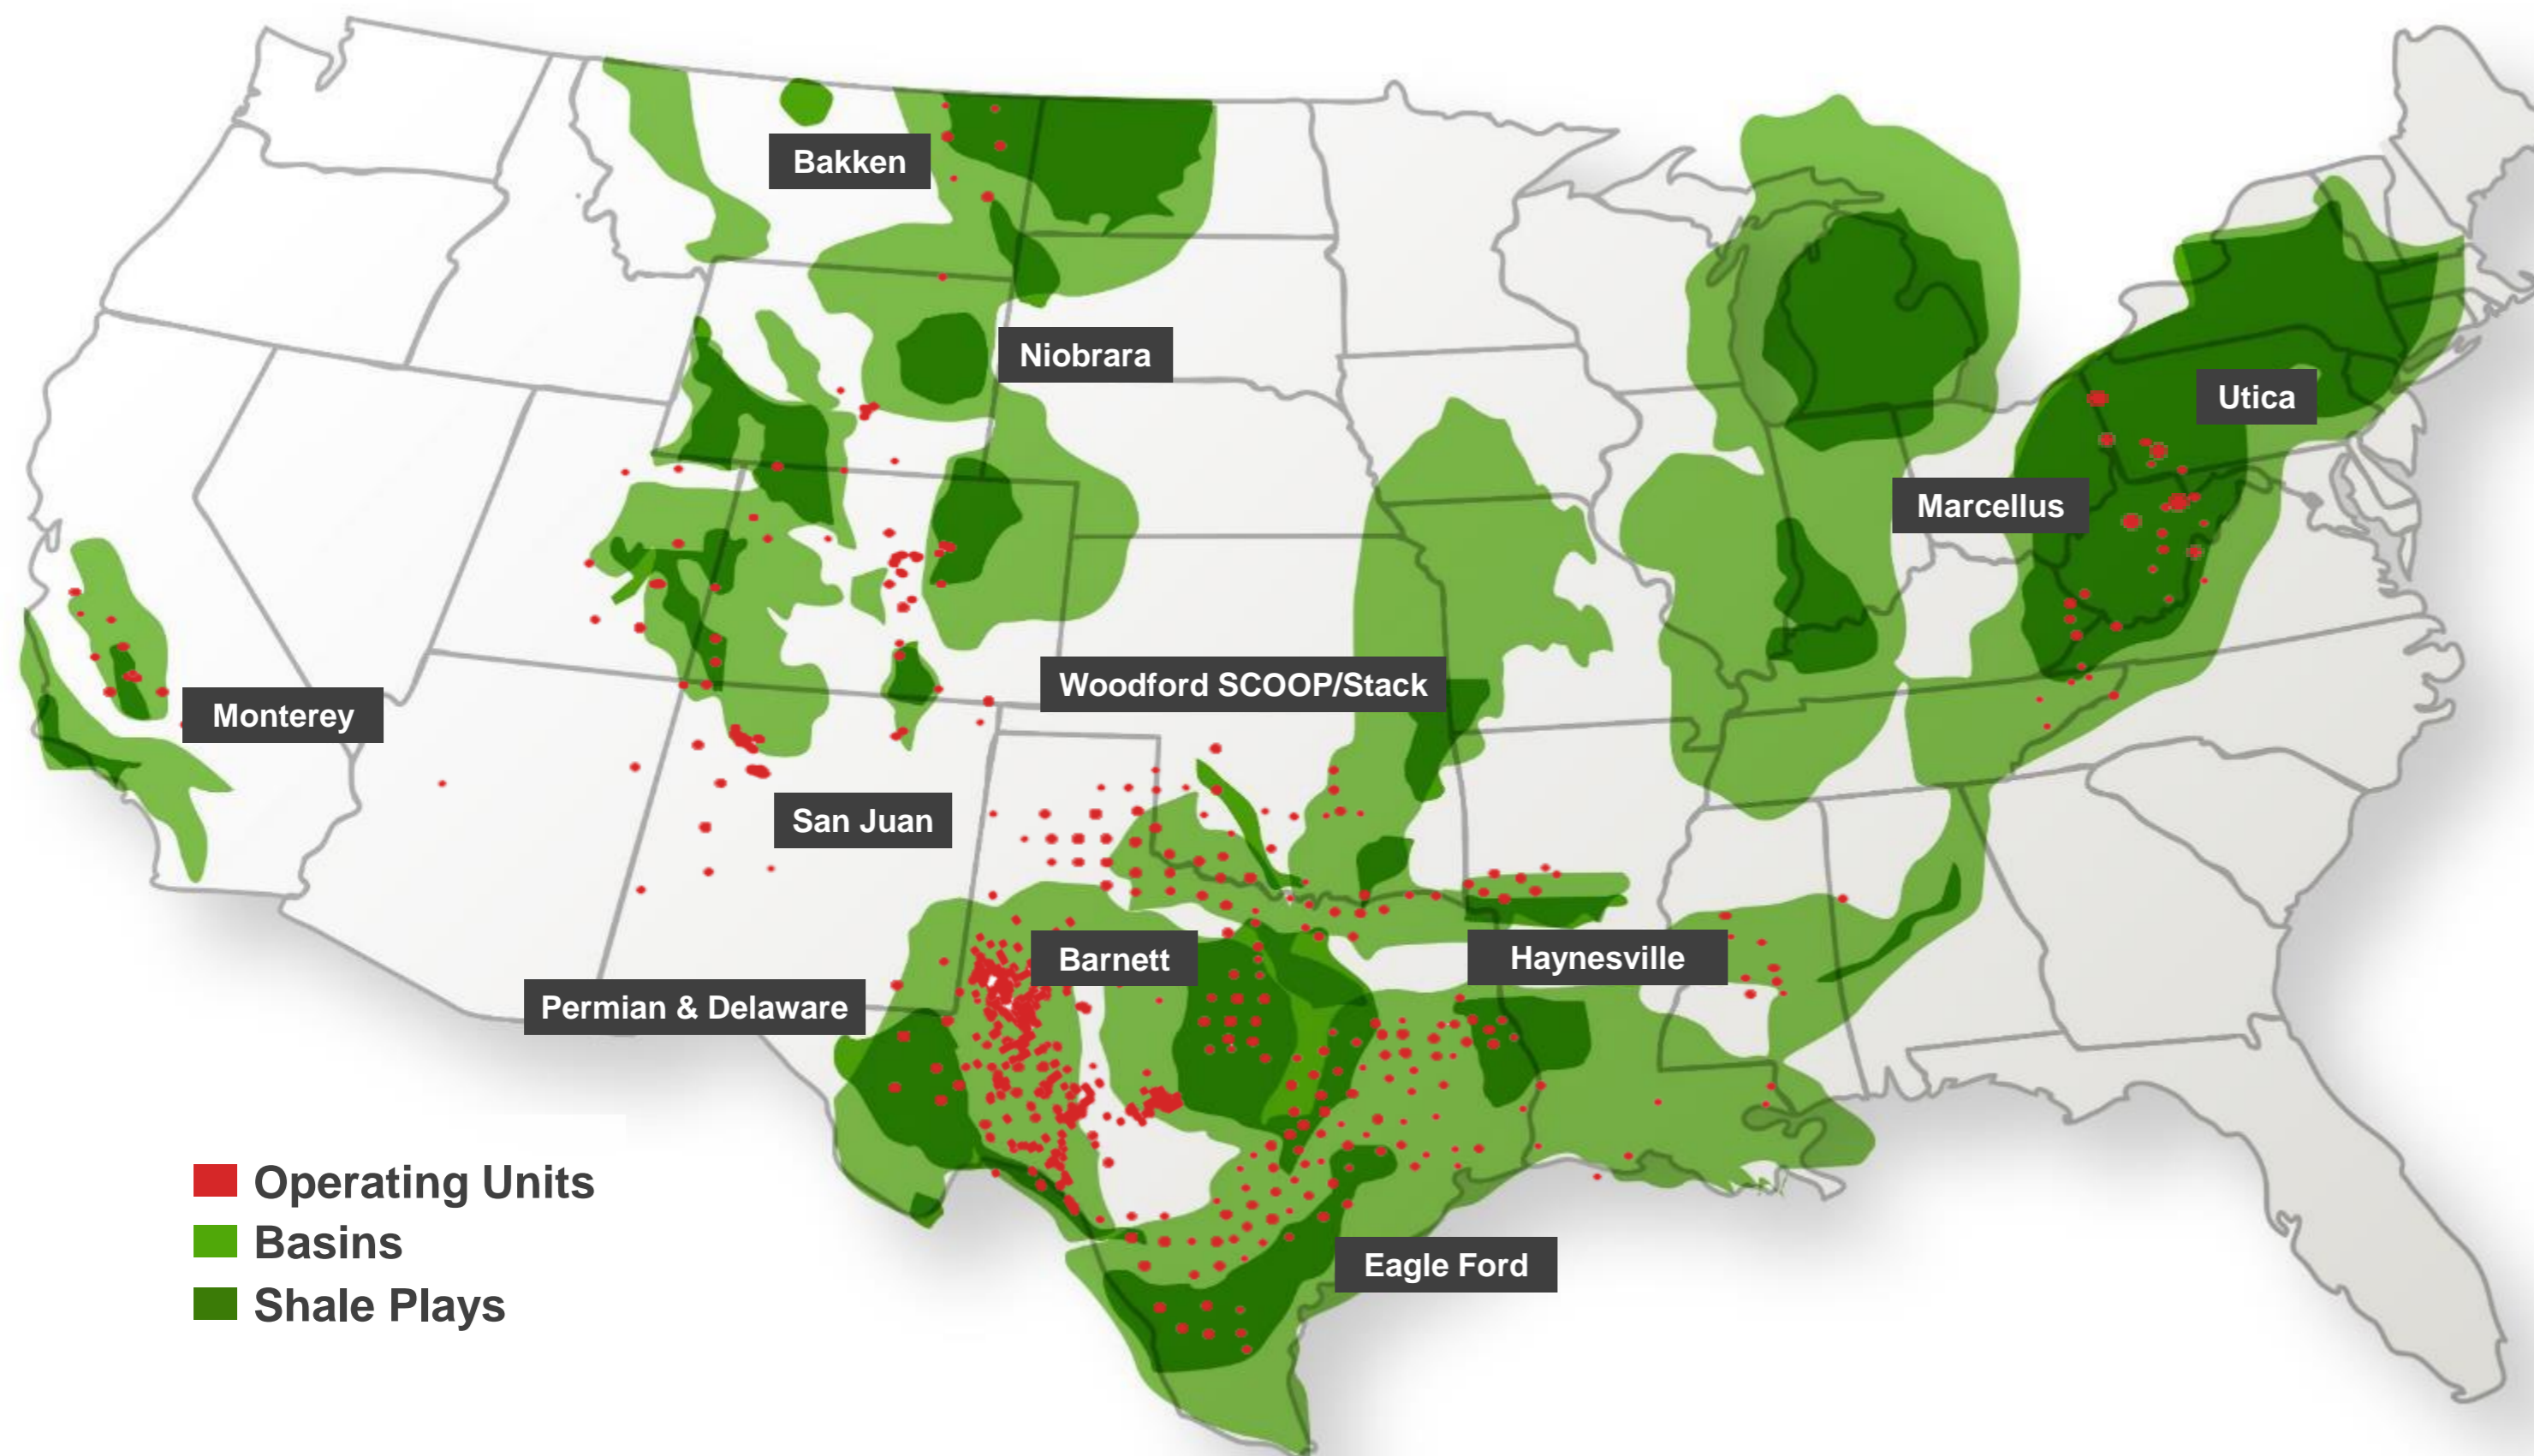 Bakken
Niobrara
Utica
Marcellus
Woodford SCOOP/Stack
Monterey
San Juan
Barnett
Haynesville
Permian & Delaware
Eagle Ford
Operating Units
Basins
Shale Plays